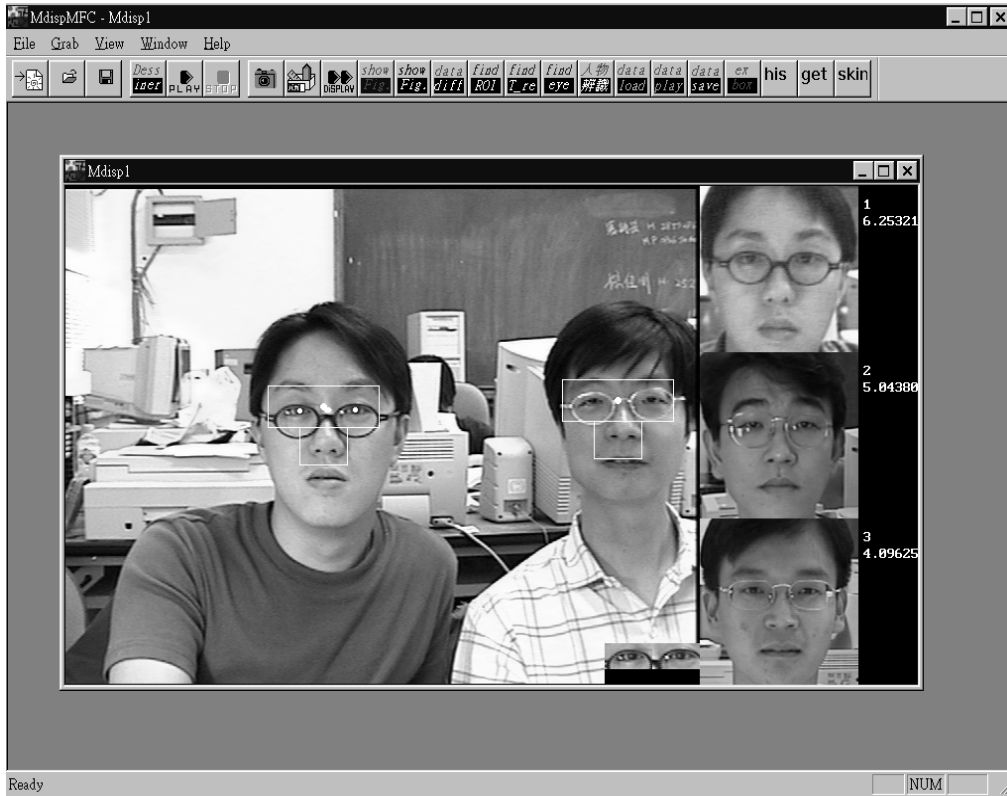 MdispMFC - Mdisp1
File Grab View Window Help
Dess iner PLAY STOP DISPLAY show Fig. show Fig. data diff find ROI find T_re find eye 人物 辦識 data load data play data save ex box his get skin
Mdisp1
1
6.25321
2
5.04380
3
4.09625
Ready
NUM